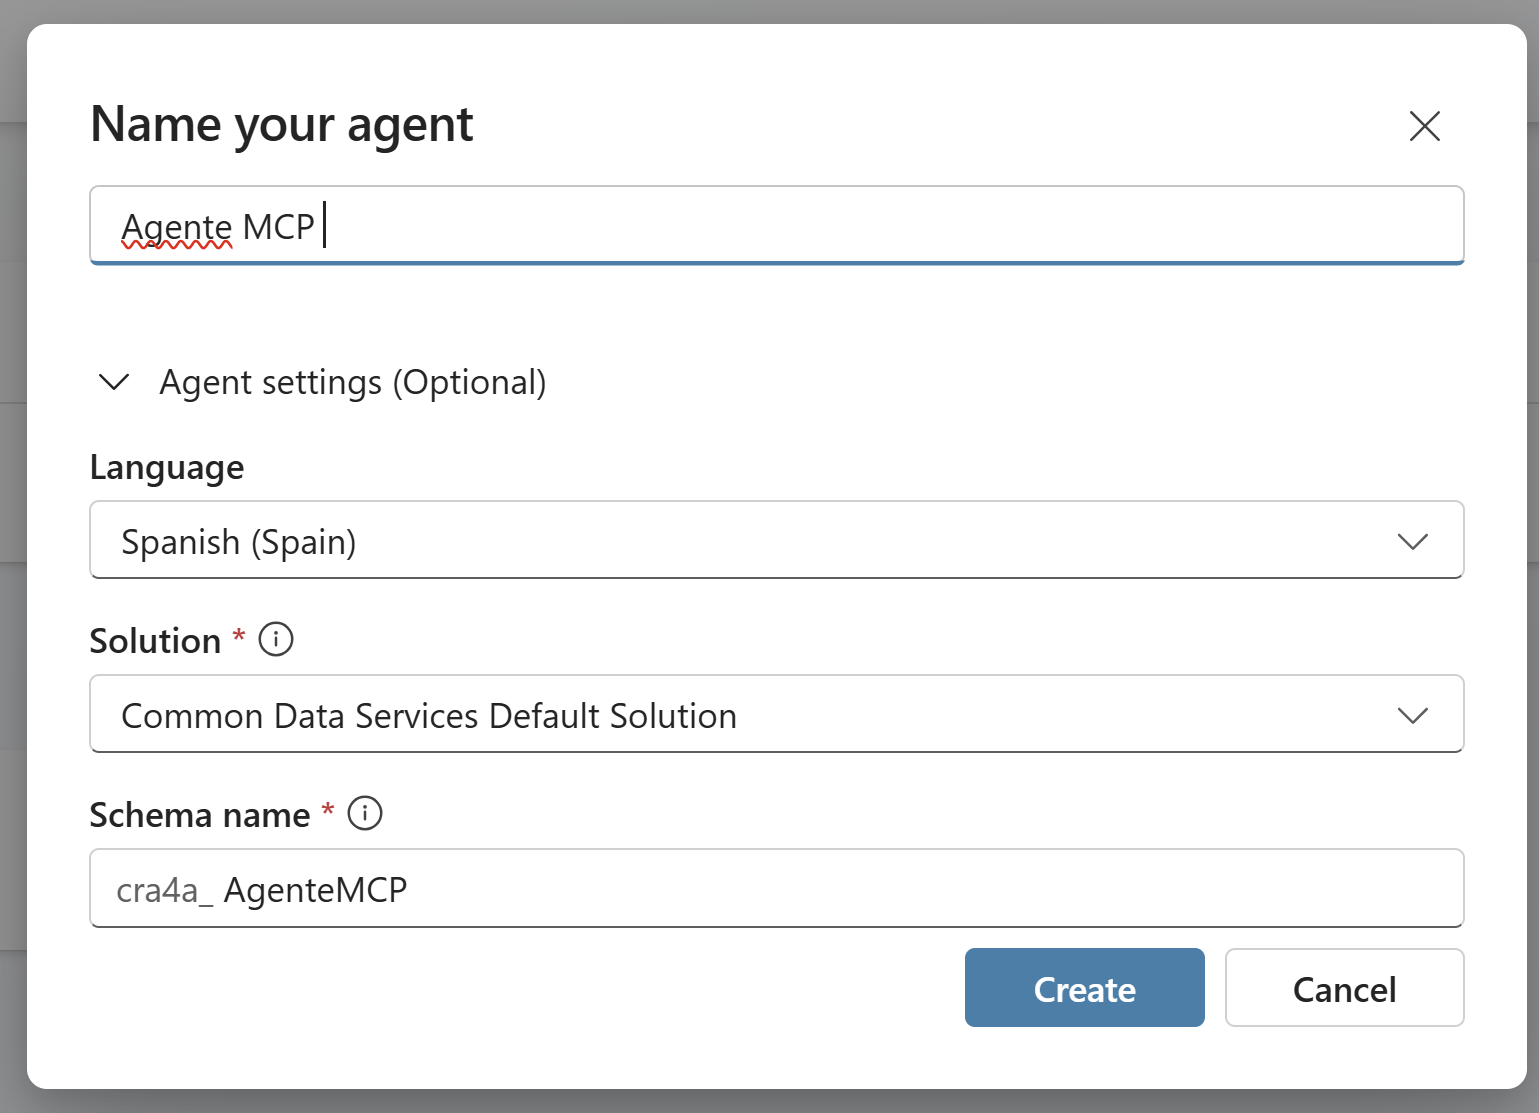 Name your agent
Agente MCP
Agent settings (Optional)
Language
Spanish (Spain)
Solution *
Common Data Services Default Solution
Schema name *
cra4a_ AgenteMCP
Create Cancel